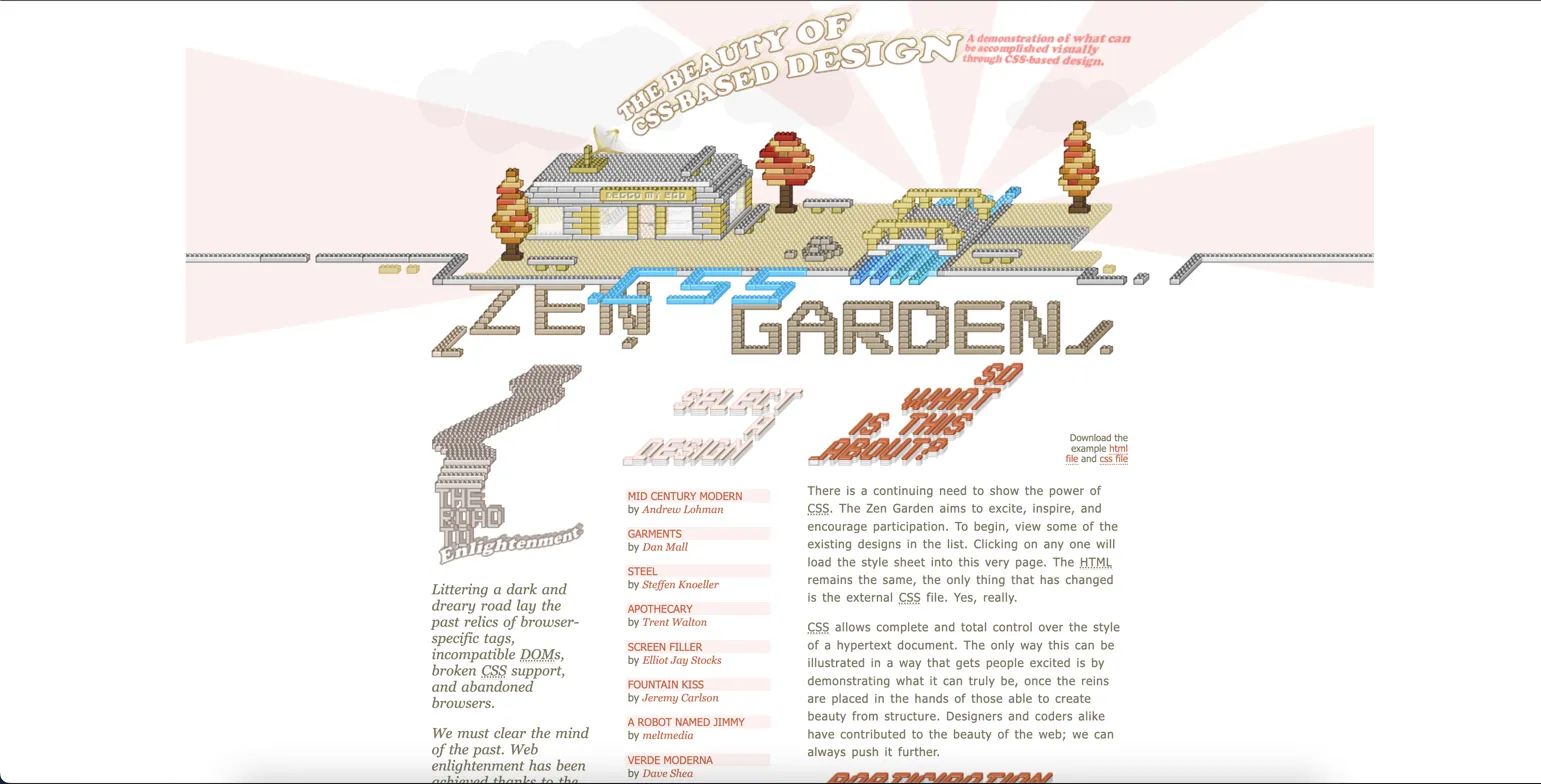 THE BEAUTY OF
CSS-BASED DESIGN
A demonstration of what can
be accomplished visually
through CSS-based design.
LEGGO MY EGO
ZEN CSS
GARDEN
THE
ROAD
TO
Enlightenment
Littering a dark and
dreary road lay the
past relics of browser-
specific tags,
incompatible DOMs,
broken CSS support,
and abandoned
browsers.
We must clear the mind
of the past. Web
enlightenment has been
achieved thanks to the
SELECT
A
DESIGN
MID CENTURY MODERN
by Andrew Lohman
GARMENTS
by Dan Mall
STEEL
by Steffen Knoeller
APOTHECARY
by Trent Walton
SCREEN FILLER
by Elliot Jay Stocks
FOUNTAIN KISS
by Jeremy Carlson
A ROBOT NAMED JIMMY
by meltmedia
VERDE MODERNA
by Dave Shea
SO
WHAT
IS THIS
ABOUT?
Download the
example html
file and css file
There is a continuing need to show the power of
CSS. The Zen Garden aims to excite, inspire, and
encourage participation. To begin, view some of the
existing designs in the list. Clicking on any one will
load the style sheet into this very page. The HTML
remains the same, the only thing that has changed
is the external CSS file. Yes, really.
CSS allows complete and total control over the style
of a hypertext document. The only way this can be
illustrated in a way that gets people excited is by
demonstrating what it can truly be, once the reins
are placed in the hands of those able to create
beauty from structure. Designers and coders alike
have contributed to the beauty of the web; we can
always push it further.
PARTICIPATION